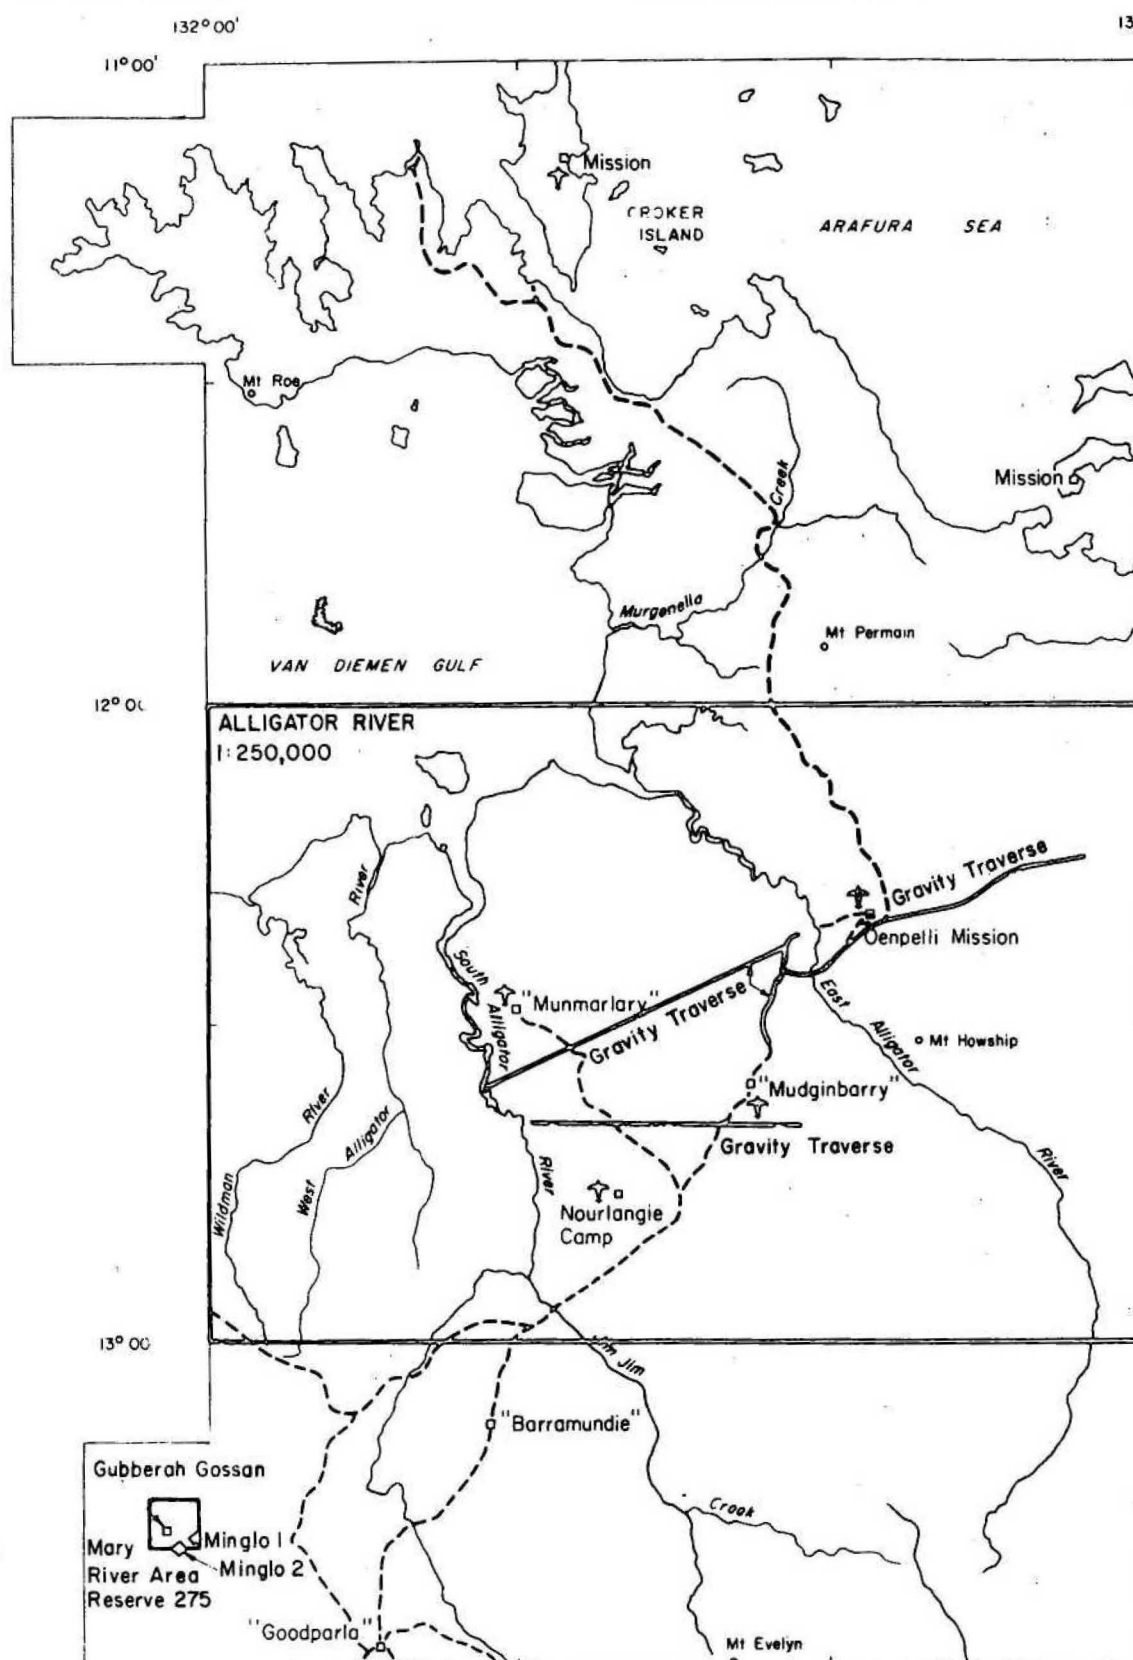 132°00'
13
11°00'
Mission
CROKER
ISLAND
ARAFURA SEA
Mt Roe
Creek
Mission
Murgenella
Mt Permain
VAN DIEMEN GULF
12°00
ALLIGATOR RIVER
1:250,000
River
Gravity Traverse
Oenpelli Mission
South
Alligator
"Munmarlary"
Gravity Traverse
East
Alligator
Mt Howship
"Mudginbarry"
River
Alligator
Gravity Traverse
River
River
Wildman
West
Nourlangie
Camp
13°00
Jim Jim
"Barramundie"
Gubberah Gossan
Creek
Mary
River Area
Reserve 275
Minglo 1
Minglo 2
"Goodparla"
Mt Evelyn